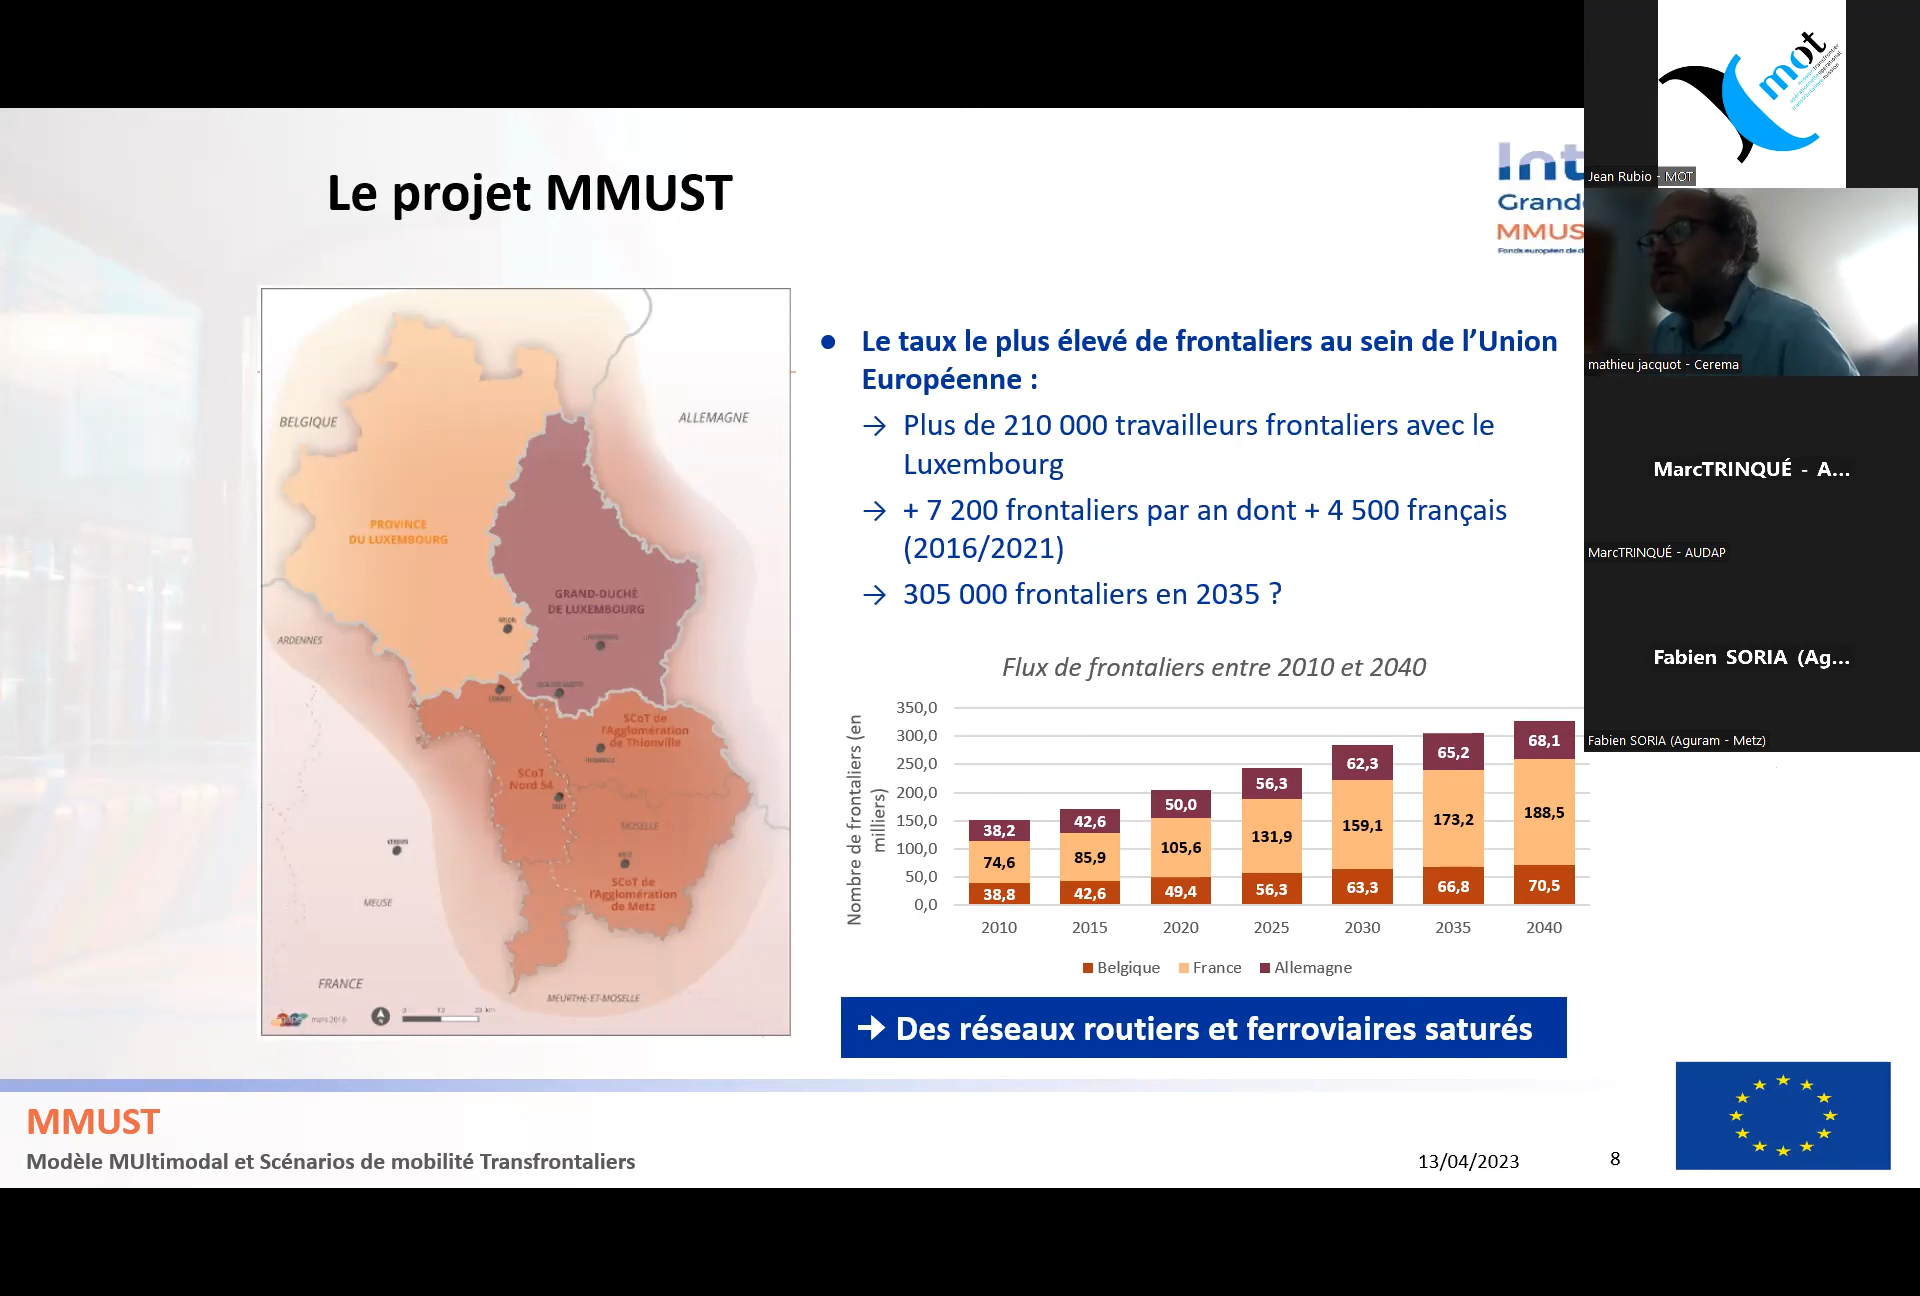 Le projet MMUST
Int
Grand
MMUS
Fonds européen de d
BELGIQUE
ALLEMAGNE
PROVINCE
DU LUXEMBOURG
GRAND-DUCHÉ
DE LUXEMBOURG
ARLON
ARDENNES
SCoT de
l'Agglomération
de Thionville
SCoT
Nord 54
MOSELLE
VERDUN
METZ
SCoT de
l'Agglomération
de Metz
MEUSE
FRANCE
MEURTHE-ET-MOSELLE
mars 2018
● Le taux le plus élevé de frontaliers au sein de l’Union
Européenne :
→ Plus de 210 000 travailleurs frontaliers avec le
Luxembourg
→ + 7 200 frontaliers par an dont + 4 500 français
(2016/2021)
→ 305 000 frontaliers en 2035 ?
Flux de frontaliers entre 2010 et 2040
Nombre de frontaliers (en
milliers)
350,0
300,0
250,0
200,0
150,0
100,0
50,0
0,0
38,2 42,6 50,0 56,3 62,3 65,2 68,1
74,6 85,9 105,6 131,9 159,1 173,2 188,5
38,8 42,6 49,4 56,3 63,3 66,8 70,5
2010 2015 2020 2025 2030 2035 2040
Belgique France Allemagne
→ Des réseaux routiers et ferroviaires saturés
MMUST
Modèle MUltimodal et Scénarios de mobilité Transfrontaliers
13/04/2023
8
mot
Jean Rubio - MOT
mathieu jacquot - Cerema
MarcTRINQUÉ - A...
MarcTRINQUÉ - AUDAP
Fabien SORIA (Ag...
Fabien SORIA (Aguram - Metz)